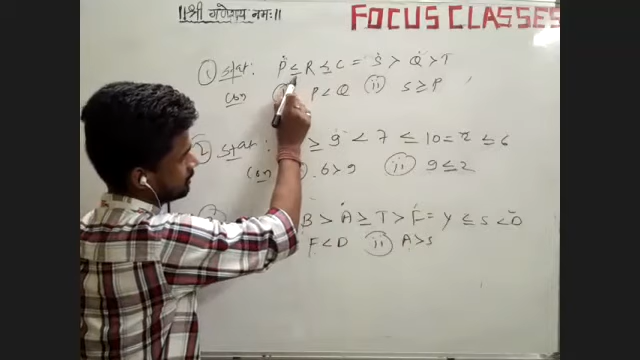 ||श्री गणेशाय नमः||
FOCUS CLASSES
① stat: P ≤ R ≤ C = S > Q > T
Con P < Q ⓘⓘ S ≥ P
2 stat: ≥ 9 < 7 ≤ 10 = r ≤ 6
Con 6 > 9 ⓘⓘ 9 ≤ 2
B > A ≥ T > F = Y ≤ S < D
F < D ⓘⓘ A > S